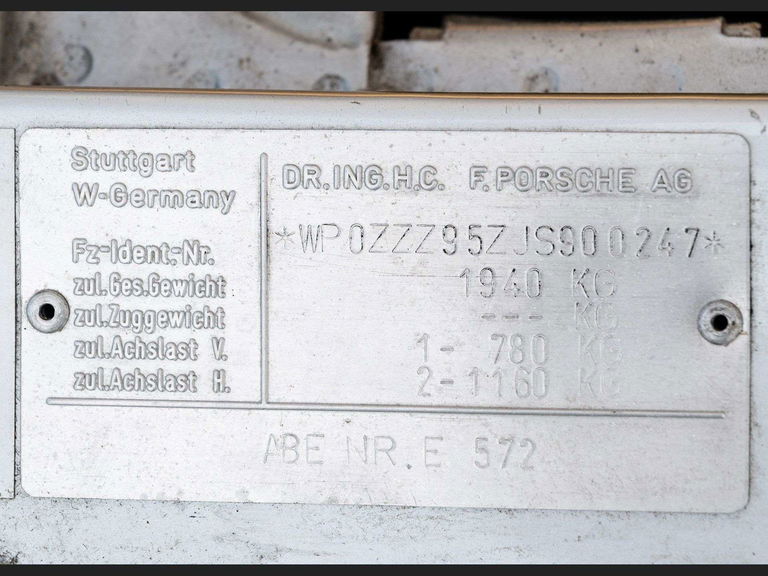 Stuttgart
W-Germany
DR.ING.H.C. F.PORSCHE AG
Fz-Ident.-Nr. *WP0ZZZ95ZJS900247*
zul.Ges.Gewicht 1940 KG
zul.Zuggewicht --- KG
zul.Achslast V. 1- 780 KG
zul.Achslast H. 2-1160 KG
ABE NR.E 572